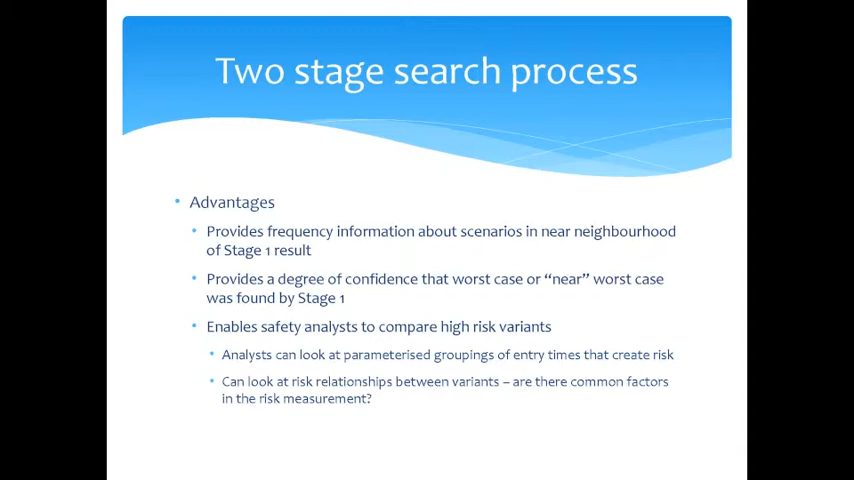 Two stage search process
• Advantages
• Provides frequency information about scenarios in near neighbourhood
of Stage 1 result
• Provides a degree of confidence that worst case or “near” worst case
was found by Stage 1
• Enables safety analysts to compare high risk variants
• Analysts can look at parameterised groupings of entry times that create risk
• Can look at risk relationships between variants – are there common factors
in the risk measurement?